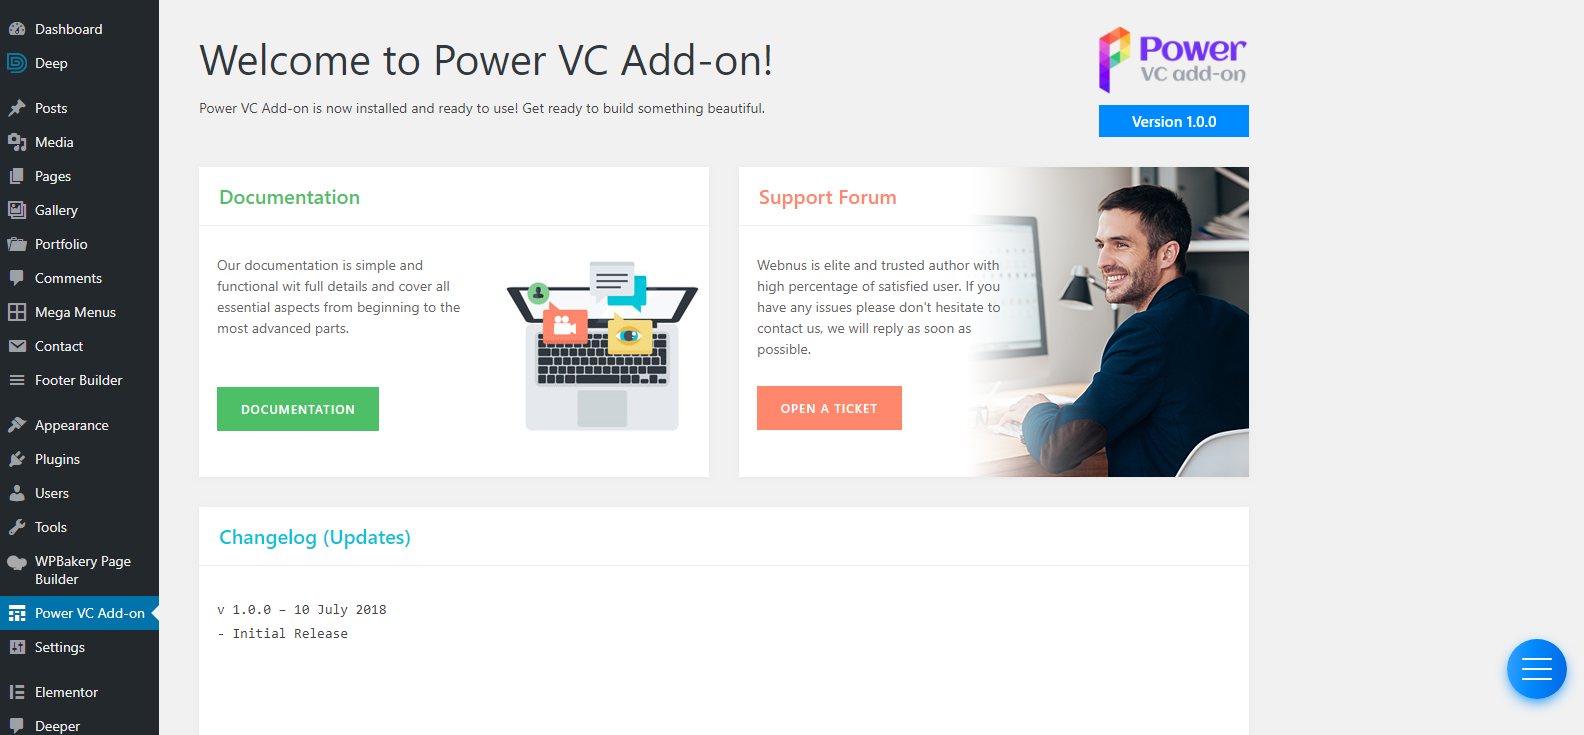 Dashboard
Deep
Posts
Media
Pages
Gallery
Portfolio
Comments
Mega Menus
Contact
Footer Builder
Appearance
Plugins
Users
Tools
WPBakery Page
Builder
Power VC Add-on
Settings
Elementor
Deeper
Welcome to Power VC Add-on!
Power VC Add-on is now installed and ready to use! Get ready to build something beautiful.
Power
VC add-on
Version 1.0.0
Documentation
Our documentation is simple and
functional wit full details and cover all
essential aspects from beginning to the
most advanced parts.
DOCUMENTATION
Support Forum
Webnus is elite and trusted author with
high percentage of satisfied user. If you
have any issues please don't hesitate to
contact us, we will reply as soon as
possible.
OPEN A TICKET
Changelog (Updates)
v 1.0.0 – 10 July 2018
- Initial Release